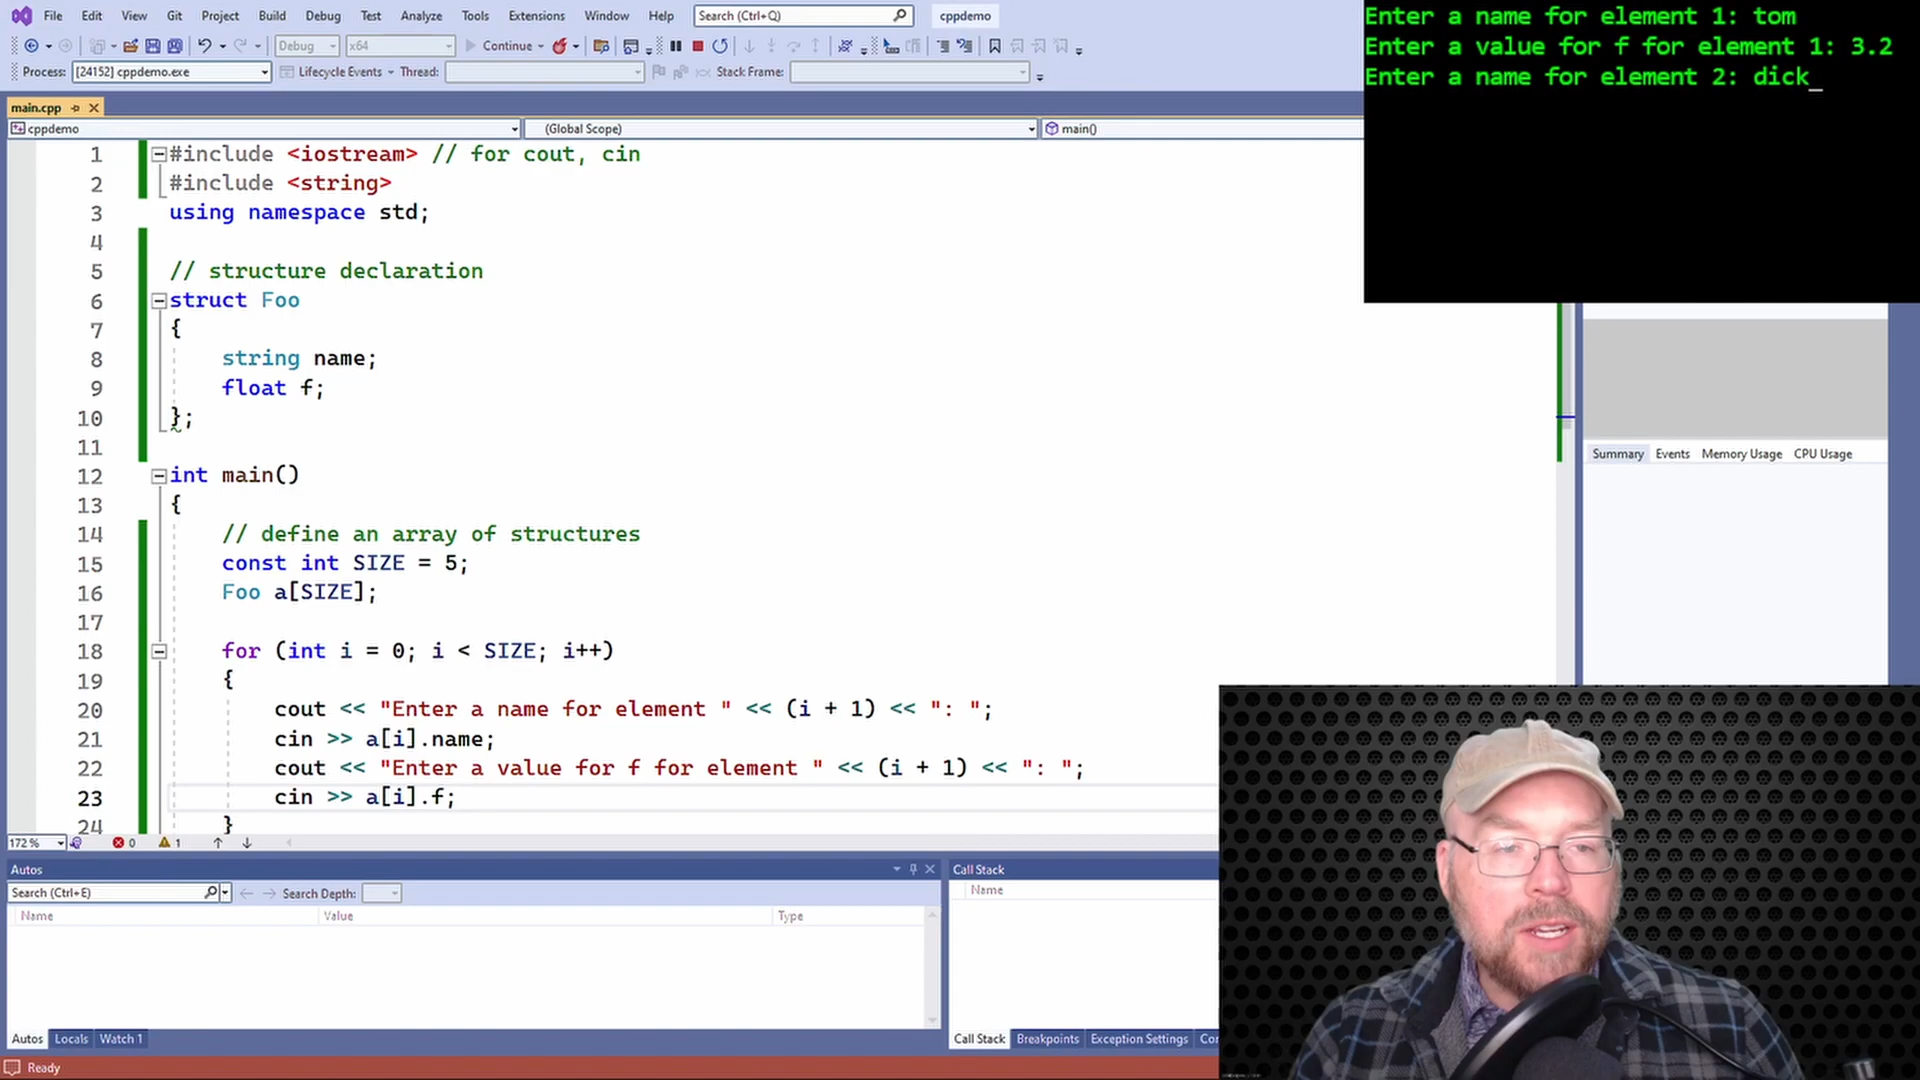 File Edit View Git Project Build Debug Test Analyze Tools Extensions Window Help Search (Ctrl+Q) cppdemo
Debug x64 Continue
Process: [24152] cppdemo.exe Lifecycle Events Thread: Stack Frame:
main.cpp
cppdemo (Global Scope) main()
1 #include <iostream> // for cout, cin
2 #include <string>
3 using namespace std;
4
5 // structure declaration
6 struct Foo
7 {
8 string name;
9 float f;
10 };
11
12 int main()
13 {
14 // define an array of structures
15 const int SIZE = 5;
16 Foo a[SIZE];
17
18 for (int i = 0; i < SIZE; i++)
19 {
20 cout << "Enter a name for element " << (i + 1) << ": ";
21 cin >> a[i].name;
22 cout << "Enter a value for f for element " << (i + 1) << ": ";
23 cin >> a[i].f;
24 }
172 % 0 1
Autos
Search (Ctrl+E) Search Depth:
Name Value Type
Autos Locals Watch 1
Call Stack
Name
Call Stack Breakpoints Exception Settings
Ready
Enter a name for element 1: tom
Enter a value for f for element 1: 3.2
Enter a name for element 2: dick_
Summary Events Memory Usage CPU Usage